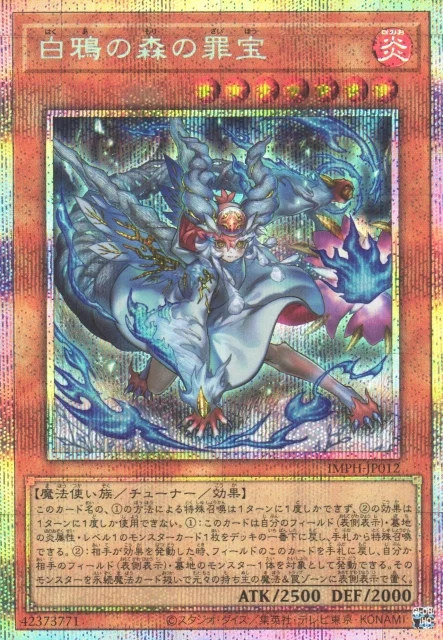 白鴉の森の罪宝
炎
IMPH-JP012
【魔法使い族／チューナー／効果】
このカード名の、①の方法による特殊召喚は1ターンに1度しかできず、②の効果は
1ターンに1度しか使用できない。①：このカードは自分のフィールド（表側表示）・墓地
の炎属性・レベル1のモンスターカード1枚をデッキの一番下に戻し、手札から特殊召喚
できる。②：相手が効果を発動した時、フィールドのこのカードを手札に戻し、自分か
相手のフィールド（表側表示）・墓地のモンスター1体を対象として発動できる。その
モンスターを永続魔法カード扱いで元々の持ち主の魔法＆罠ゾーンに表側表示で置く。
ATK/2500 DEF/2000
42373771
©スタジオ・ダイス／集英社・テレビ東京・KONAMI